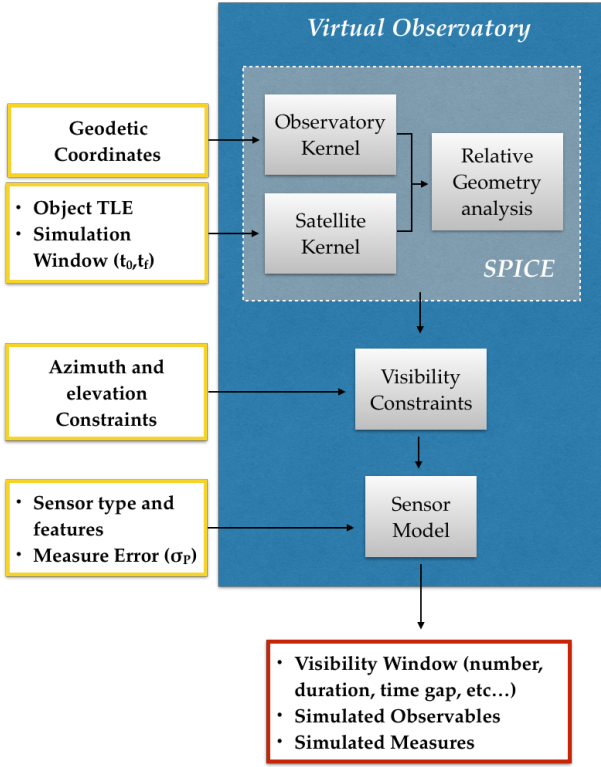 Virtual Observatory
Geodetic
Coordinates
Observatory
Kernel
Relative
Geometry
analysis
• Object TLE
• Simulation
Window (t₀,t_f)
Satellite
Kernel
SPICE
Azimuth and
elevation
Constraints
Visibility
Constraints
• Sensor type and
features
• Measure Error (σ_P)
Sensor
Model
• Visibility Window (number,
duration, time gap, etc…)
• Simulated Observables
• Simulated Measures